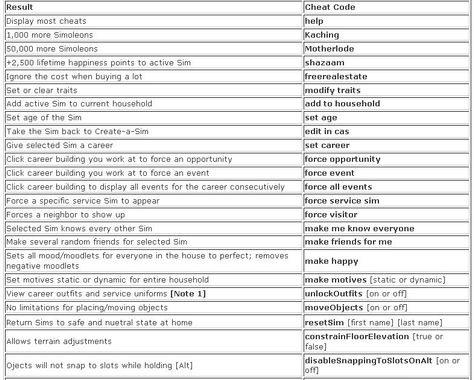 Result Cheat Code
Display most cheats help
1,000 more Simoleons Kaching
50,000 more Simoleons Motherlode
+2,500 lifetime happiness points to active Sim shazaam
Ignore the cost when buying a lot freerealestate
Set or clear traits modify traits
Add active Sim to current household add to household
Set age of the Sim set age
Take the Sim back to Create-a-Sim edit in cas
Give selected Sim a career set career
Click career building you work at to force an opportunity force opportunity
Click career building you work at to force an event force event
Click career building to display all events for the career consecutively force all events
Force a specific service Sim to appear force service sim
Forces a neighbor to show up force visitor
Selected Sim knows every other Sim make me know everyone
Make several random friends for selected Sim make friends for me
Sets all mood/moodlets for everyone in the house to perfect; removes
negative moodlets make happy
Set motives static or dynamic for entire household make motives [static or dynamic]
View career outfits and service uniforms [Note 1] unlockOutfits [on or off]
No limitations for placing/moving objects moveObjects [on or off]
Return Sims to safe and nuetral state at home resetSim [first name] [last name]
Allows terrain adjustments constrainFloorElevation [true or
false]
Ojects will not snap to slots while holding [Alt] disableSnappingToSlotsOnAlt [on or
off]